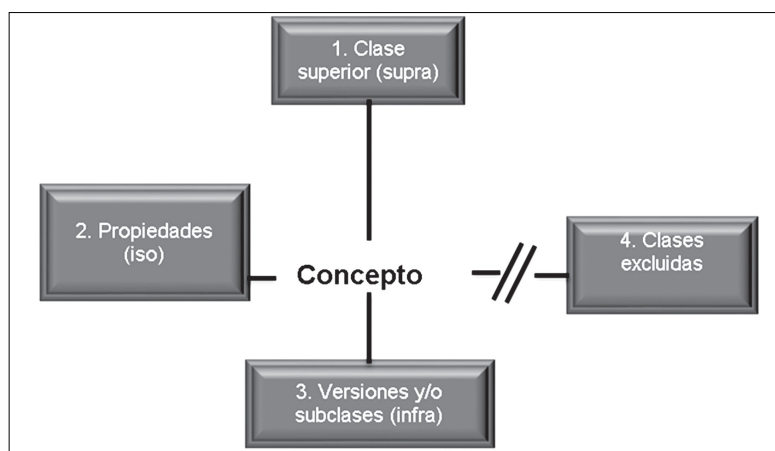 1. Clase
superior (supra)
2. Propiedades
(iso)
Concepto
4. Clases
excluidas
3. Versiones y/o
subclases (infra)